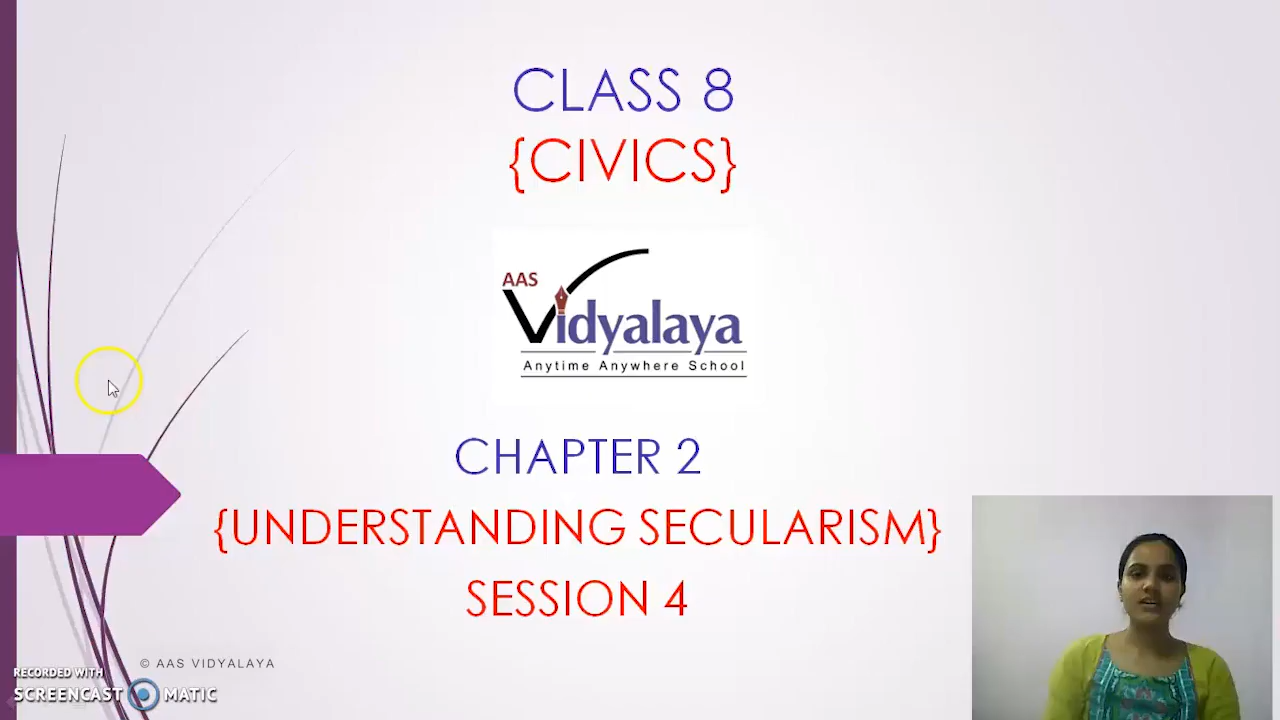 CLASS 8
{CIVICS}
AAS
Vidyalaya
Anytime Anywhere School
CHAPTER 2
{UNDERSTANDING SECULARISM}
SESSION 4
© AAS VIDYALAYA
RECORDED WITH
SCREENCAST MATIC